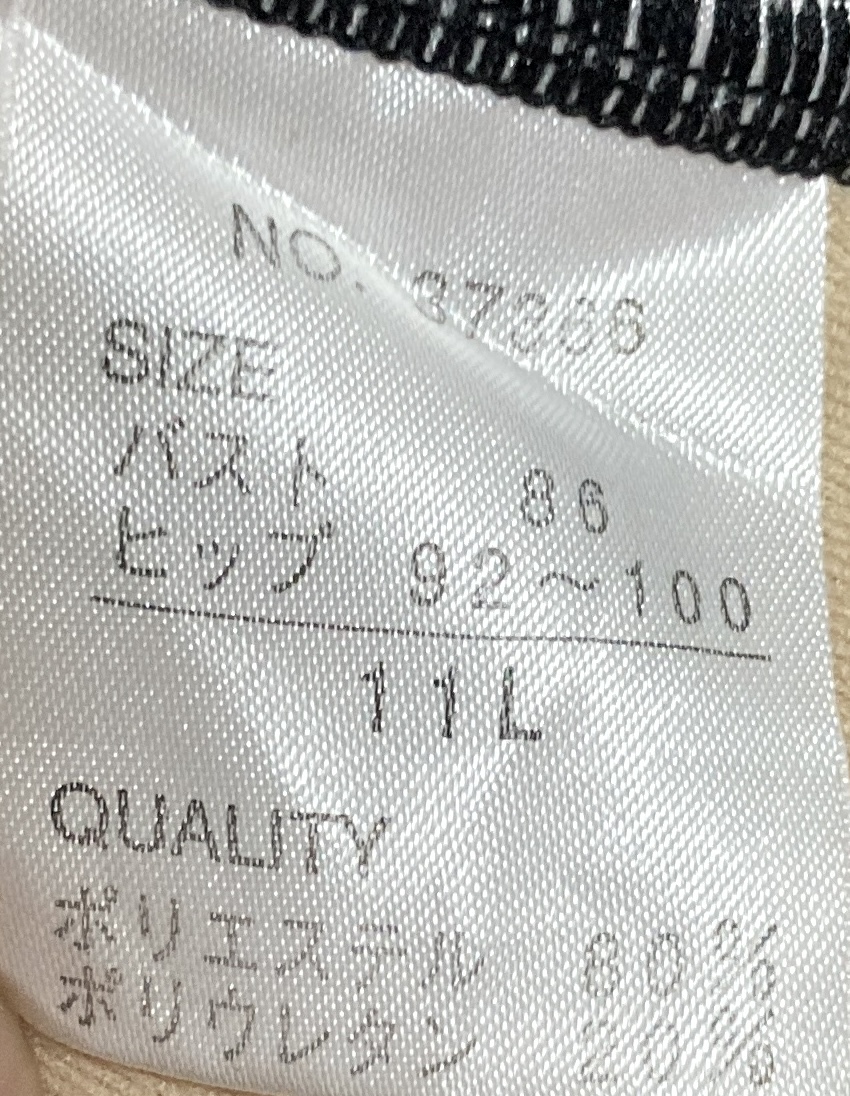 NO. 37366
SIZE
バスト 86
ヒップ 92～100
11L
QUALITY
ポリエステル 80%
ポリウレタン 20%